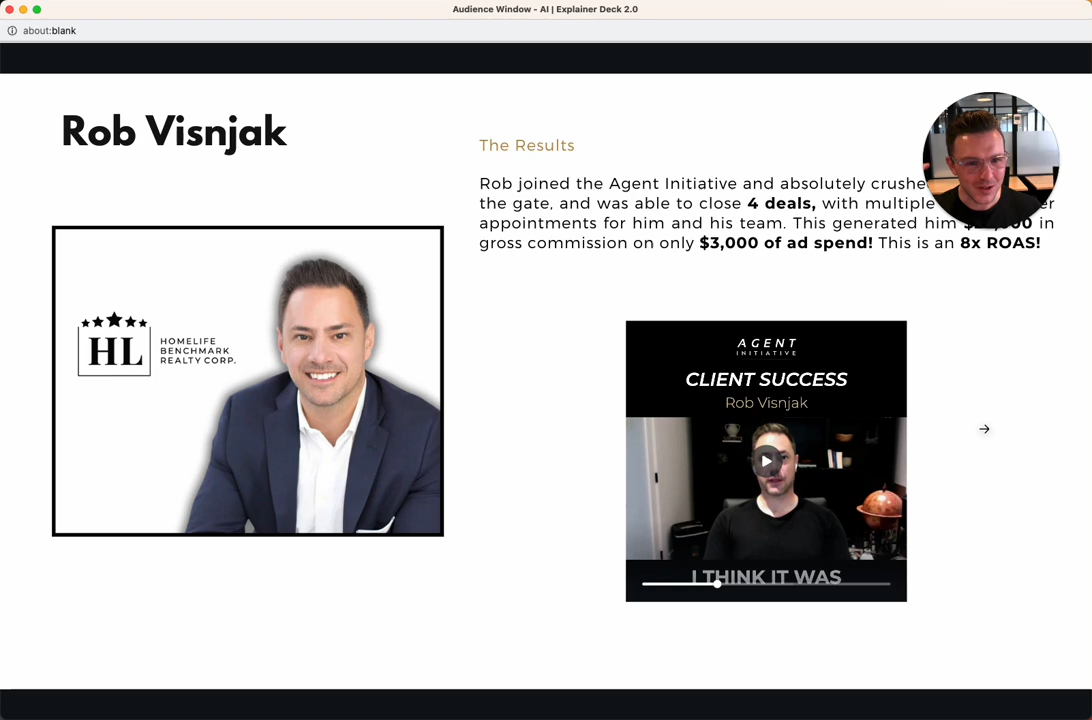 Audience Window - AI | Explainer Deck 2.0
about:blank
Rob Visnjak
The Results
Rob joined the Agent Initiative and absolutely
the gate, and was able to close 4 deals, with multiple
appointments for him and his team. This generated him in
gross commission on only $3,000 of ad spend! This is an 8x ROAS!
HL
HOMELIFE
BENCHMARK
REALTY CORP.
AGENT
INITIATIVE
CLIENT SUCCESS
Rob Visnjak
I THINK IT WAS